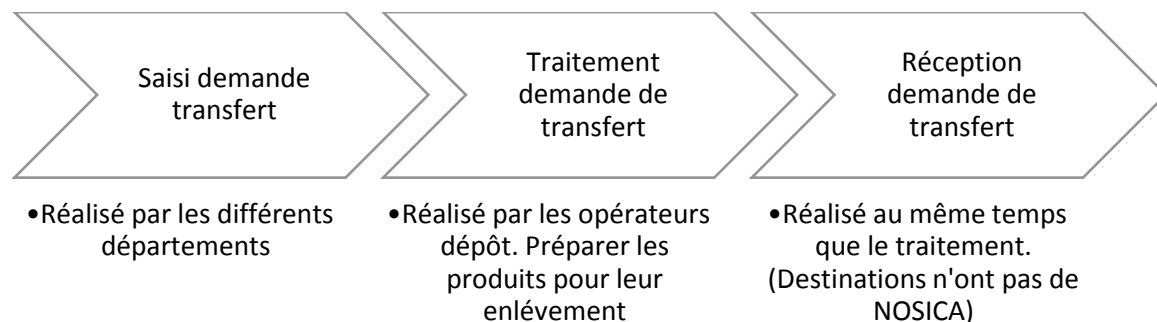 Saisi demande
transfert
Traitement
demande de
transfert
Réception
demande de
transfert
•Réalisé par les différents
départements
•Réalisé par les opérateurs
dépôt. Préparer les
produits pour leur
enlévement
•Réalisé au même temps
que le traitement.
(Destinations n'ont pas de
NOSICA)